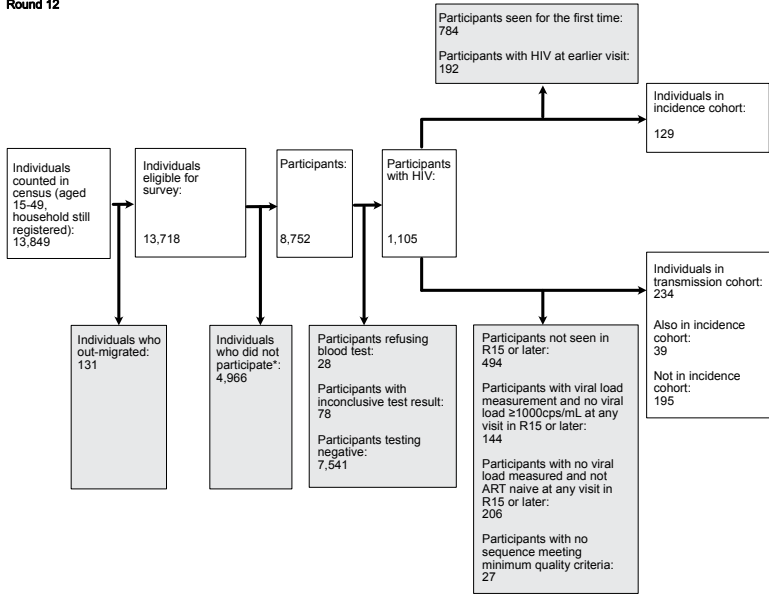 Round 12
Participants seen for the first time:
784
Participants with HIV at earlier visit:
192
Individuals in
incidence cohort:
129
Individuals
counted in
census (aged
15-49,
household still
registered):
13,849
Individuals
eligible for
survey:
13,718
Participants:
8,752
Participants
with HIV:
1,105
Individuals in
transmission cohort:
234
Also in incidence
cohort:
39
Not in incidence
cohort:
195
Individuals who
out-migrated:
131
Individuals
who did not
participate*:
4,966
Participants refusing
blood test:
28
Participants with
inconclusive test result:
78
Participants testing
negative:
7,541
Participants not seen in
R15 or later:
494
Participants with viral load
measurement and no viral
load ≥1000cps/mL at any
visit in R15 or later:
144
Participants with no viral
load measured and not
ART naive at any visit in
R15 or later:
206
Participants with no
sequence meeting
minimum quality criteria:
27